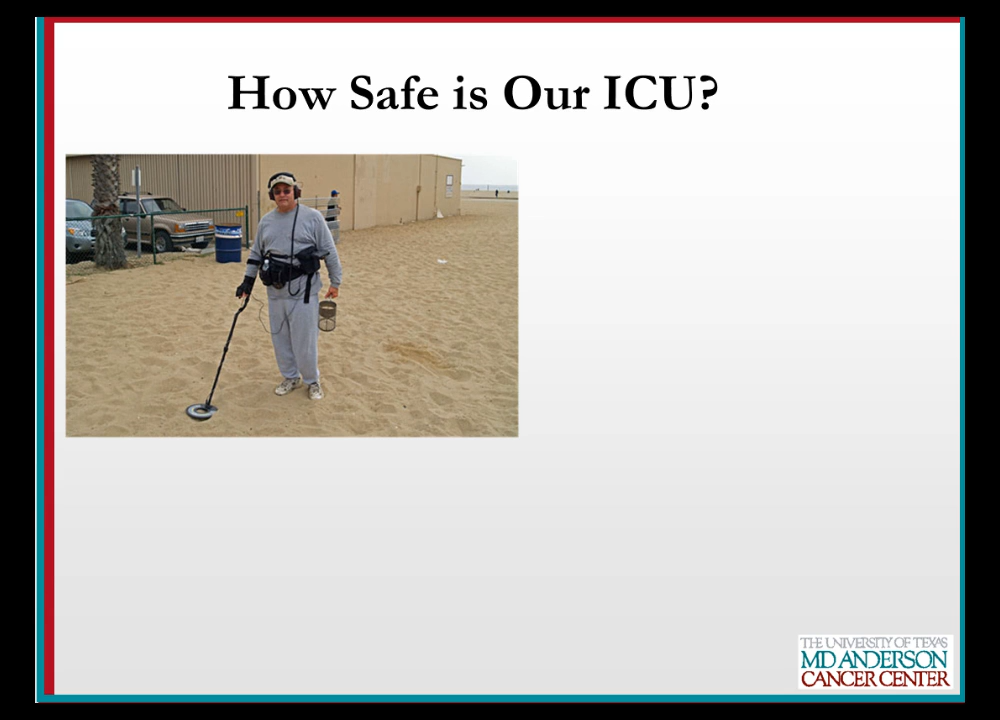 How Safe is Our ICU?
THE UNIVERSITY OF TEXAS
MD ANDERSON
CANCER CENTER